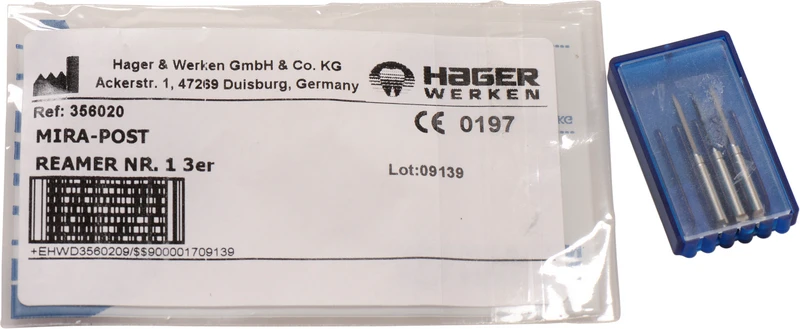 Hager & Werken GmbH & Co. KG
Ackerstr. 1, 47269 Duisburg, Germany
HAGER
WERKEN
Ref: 356020
CE 0197
MIRA-POST
REAMER NR. 1 3er
Lot:09139
+EHWD3560209/$$900001709139